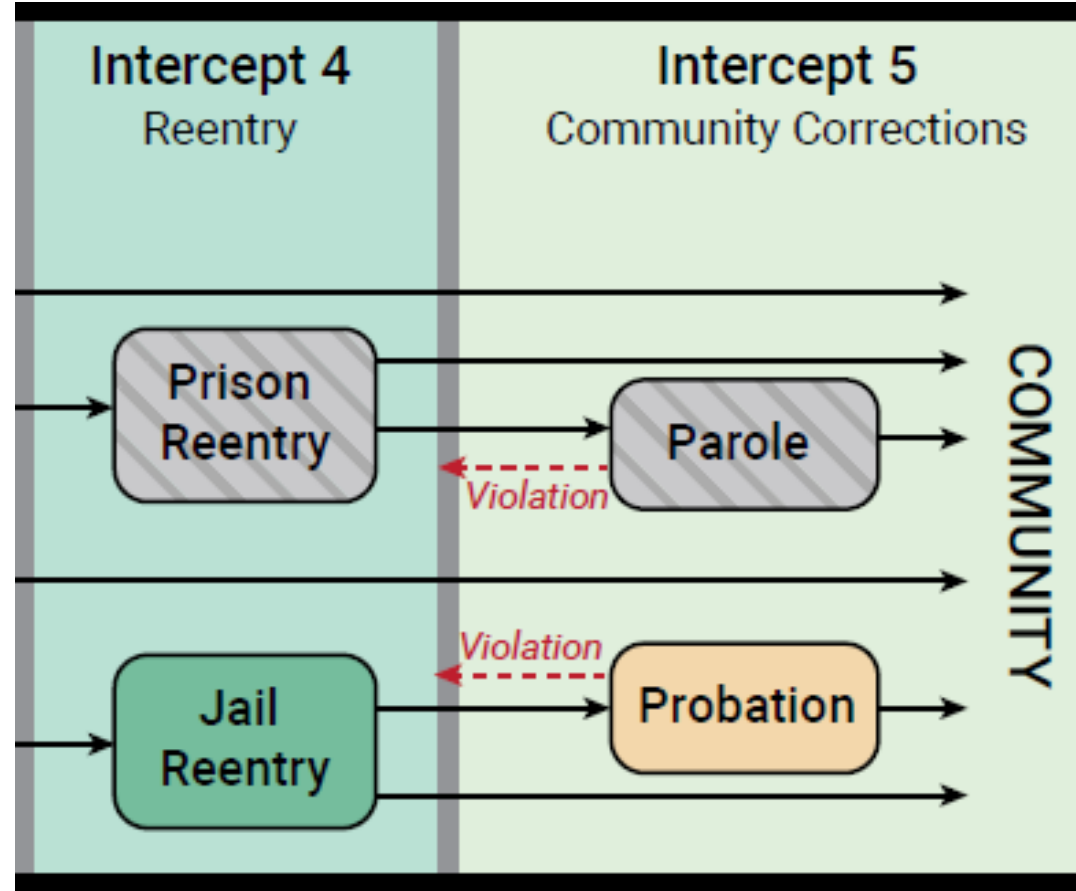 Intercept 4
Reentry
Intercept 5
Community Corrections
Prison
Reentry
Parole
Violation
COMMUNITY
Violation
Jail
Reentry
Probation